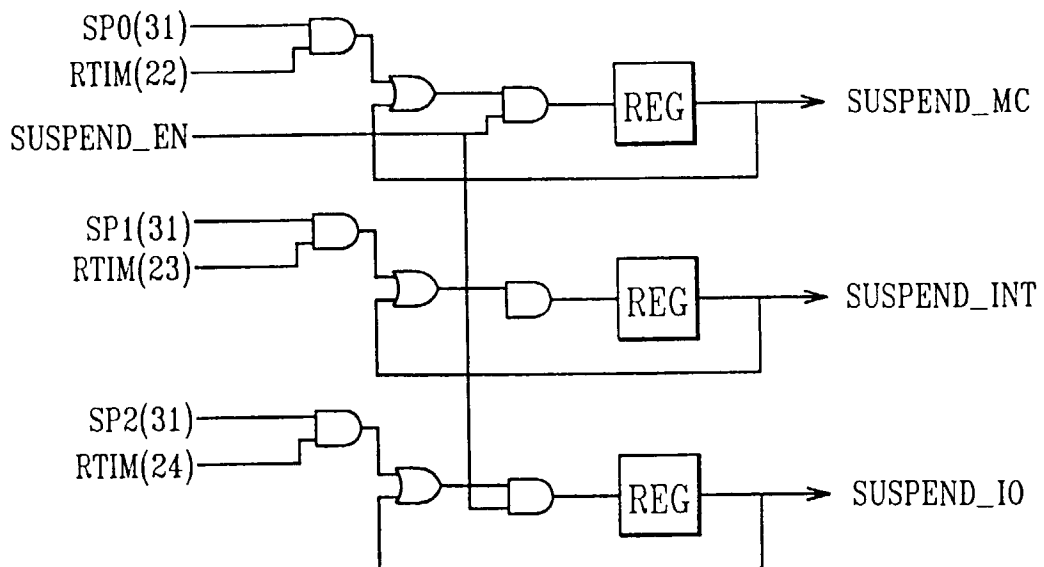 SP0(31)
RTIM(22)
SUSPEND_EN
REG
SUSPEND_MC
SP1(31)
RTIM(23)
REG
SUSPEND_INT
SP2(31)
RTIM(24)
REG
SUSPEND_IO